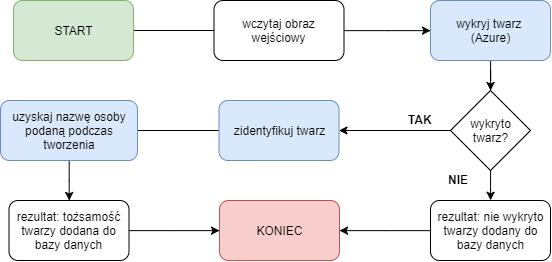 START
wczytaj obraz
wejściowy
wykryj twarz
(Azure)
wykryto
twarz?
TAK
zidentyfikuj twarz
uzyskaj nazwę osoby
podaną podczas
tworzenia
NIE
rezultat: tożsamość
twarzy dodana do
bazy danych
KONIEC
rezultat: nie wykryto
twarzy dodany do
bazy danych